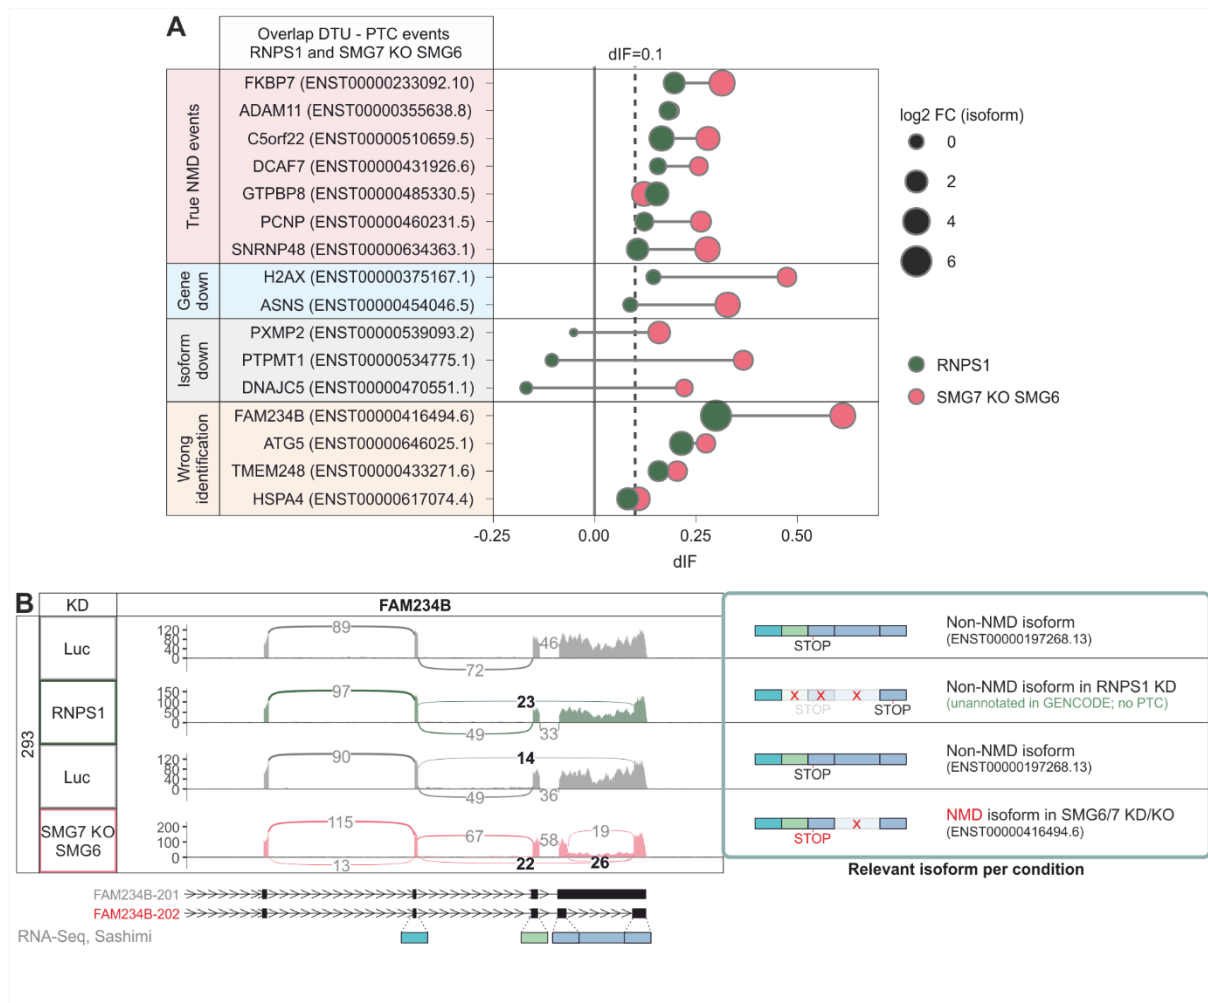 A
Overlap DTU - PTC events
RNPS1 and SMG7 KO SMG6
dIF=0.1
True NMD events
FKBP7 (ENST00000233092.10)
ADAM11 (ENST00000355638.8)
C5orf22 (ENST00000510659.5)
DCAF7 (ENST00000431926.6)
GTPBP8 (ENST00000485330.5)
PCNP (ENST00000460231.5)
SNRNP48 (ENST00000634363.1)
Gene
down
H2AX (ENST00000375167.1)
ASNS (ENST00000454046.5)
Isoform
down
PXMP2 (ENST00000539093.2)
PTPMT1 (ENST00000534775.1)
DNAJC5 (ENST00000470551.1)
Wrong
identification
FAM234B (ENST00000416494.6)
ATG5 (ENST00000646025.1)
TMEM248 (ENST00000433271.6)
HSPA4 (ENST00000617074.4)
-0.25 0.00 0.25 0.50
dIF
log2 FC (isoform)
0
2
4
6
RNPS1
SMG7 KO SMG6
B
KD
FAM234B
293
Luc
120
80
40
0
89
72
46
Non-NMD isoform
(ENST00000197268.13)
STOP
RNPS1
150
100
50
0
97
49
23
33
Non-NMD isoform in RNPS1 KD
(unannotated in GENCODE; no PTC)
X X X
STOP STOP
Luc
120
80
40
0
90
49
14
36
Non-NMD isoform
(ENST00000197268.13)
STOP
SMG7 KO
SMG6
200
100
0
115
13
67
22
58
19
26
NMD isoform in SMG6/7 KD/KO
(ENST00000416494.6)
X
STOP
Relevant isoform per condition
FAM234B-201
FAM234B-202
RNA-Seq, Sashimi